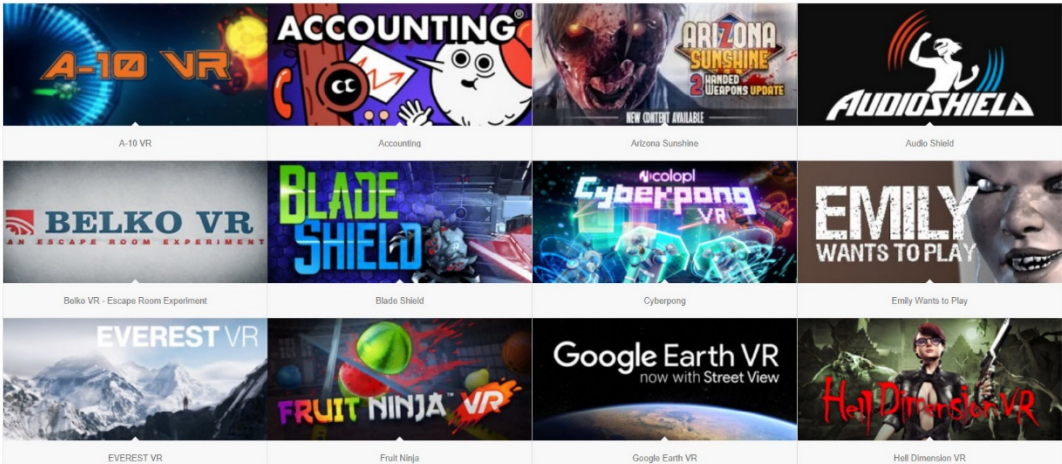 A-10 VR
ACCOUNTING®
ARIZONA
SUNSHINE
2 HANDED
WEAPONS UPDATE
NEW CONTENT AVAILABLE
AUDIOSHIELD
A-10 VR
Accounting
Arizona Sunshine
Audio Shield
BELKO VR
AN ESCAPE ROOM EXPERIMENT
BLADE
SHIELD
colopl
Cyberpong
VR
EMILY
WANTS TO PLAY
Belko VR - Escape Room Experiment
Blade Shield
Cyberpong
Emily Wants to Play
EVEREST VR
FRUIT NINJA™ VR
Google Earth VR
now with Street View
Hell Dimension VR
EVEREST VR
Fruit Ninja
Google Earth VR
Hell Dimension VR